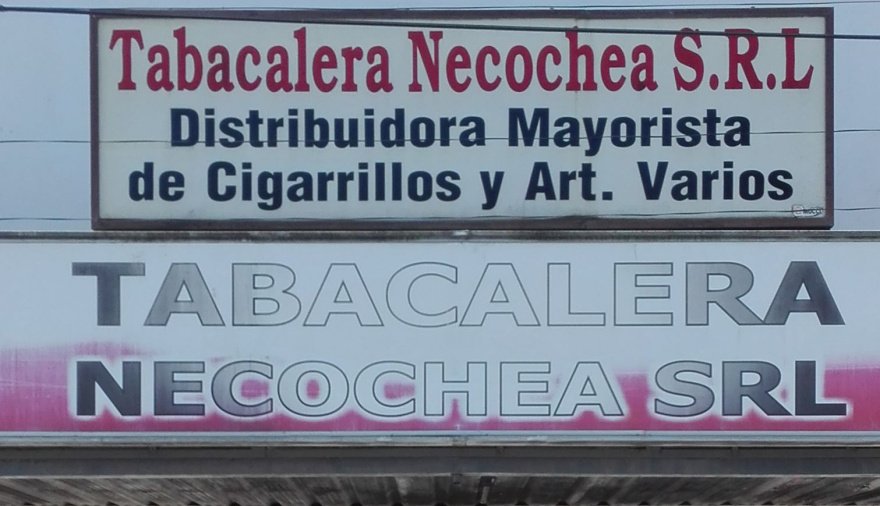 Tabacalera Necochea S.R.L
Distribuidora Mayorista
de Cigarrillos y Art. Varios
TABACALERA
NECOCHEA SRL